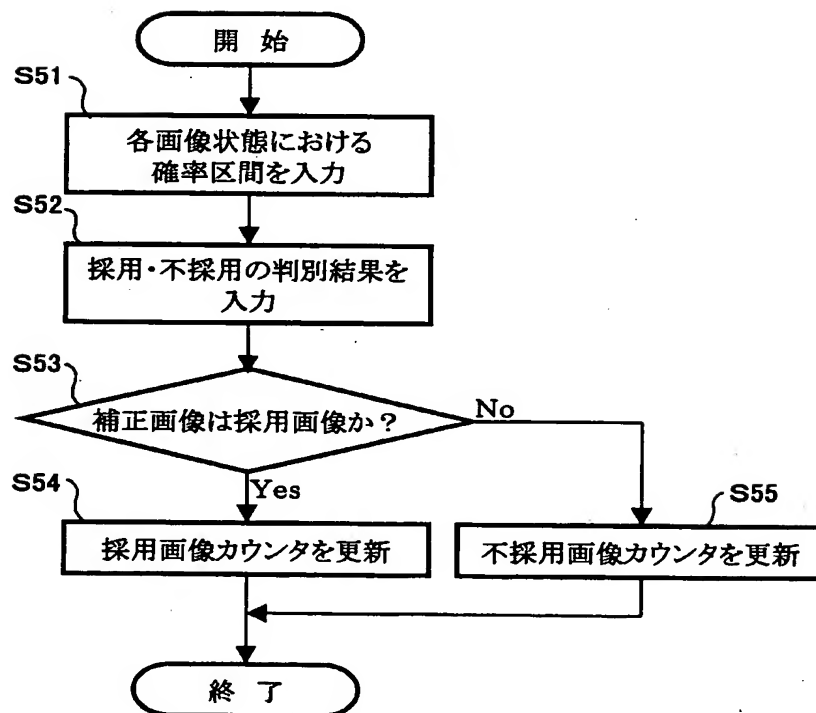 開 始
S51
各画像状態における
確率区間を入力
S52
採用・不採用の判別結果を
入力
S53
補正画像は採用画像か？
No
S54
Yes
S55
採用画像カウンタを更新
不採用画像カウンタを更新
終 了